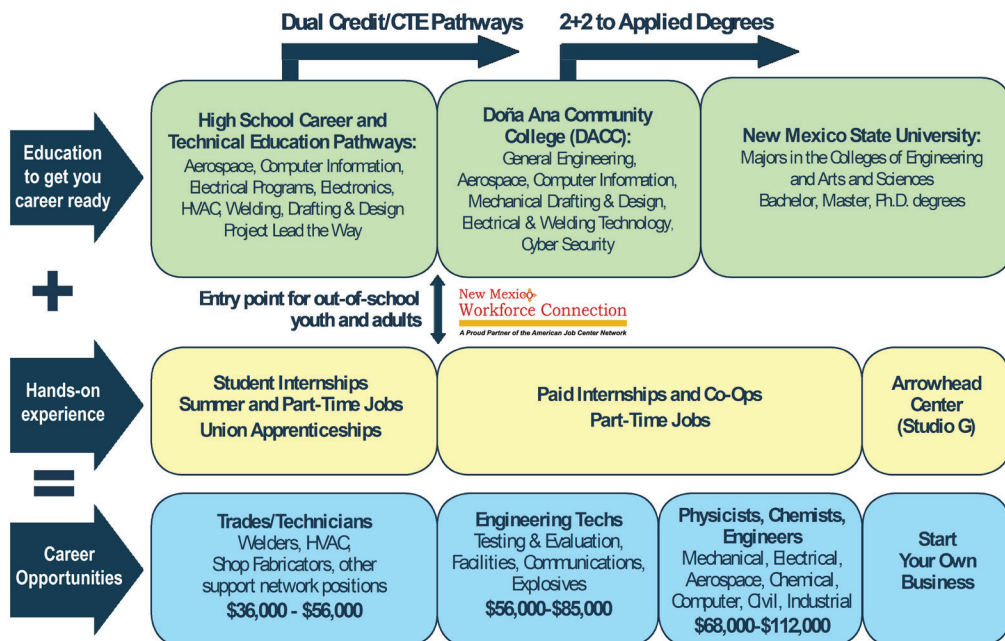 Dual Credit/CTE Pathways
2+2 to Applied Degrees
Education
to get you
career ready
High School Career and
Technical Education Pathways:
Aerospace, Computer Information,
Electrical Programs, Electronics,
HVAC, Welding, Drafting & Design
Project Lead the Way
Doña Ana Community
College (DACC):
General Engineering,
Aerospace, Computer Information,
Mechanical Drafting & Design,
Electrical & Welding Technology,
Cyber Security
New Mexico State University:
Majors in the Colleges of Engineering
and Arts and Sciences
Bachelor, Master, Ph.D. degrees
+
Entry point for out-of-school
youth and adults
New Mexico
Workforce Connection
A Proud Partner of the American Job Center Network
Hands-on
experience
Student Internships
Summer and Part-Time Jobs
Union Apprenticeships
Paid Internships and Co-Ops
Part-Time Jobs
Arrowhead
Center
(Studio G)
=
Career
Opportunities
Trades/Technicians
Welders, HVAC,
Shop Fabricators, other
support network positions
$36,000 - $56,000
Engineering Techs
Testing & Evaluation,
Facilities, Communications,
Explosives
$56,000-$85,000
Physicists, Chemists,
Engineers
Mechanical, Electrical,
Aerospace, Chemical,
Computer, Civil, Industrial
$68,000-$112,000
Start
Your Own
Business